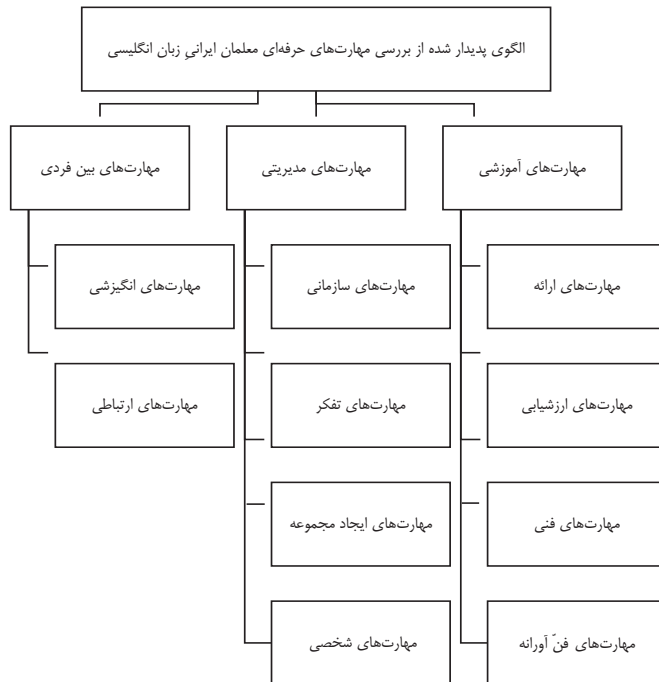 الگوی پدیدار شده از بررسی مهارت‌های حرفه‌ای معلمان ایرانیِ زبان انگلیسی
مهارت‌های آموزشی
مهارت‌های مدیریتی
مهارت‌های بین فردی
مهارت‌های ارائه
مهارت‌های سازمانی
مهارت‌های انگیزشی
مهارت‌های ارزشیابی
مهارت‌های تفکر
مهارت‌های ارتباطی
مهارت‌های فنی
مهارت‌های ایجاد مجموعه
مهارت‌های فنّ آورانه
مهارت‌های شخصی